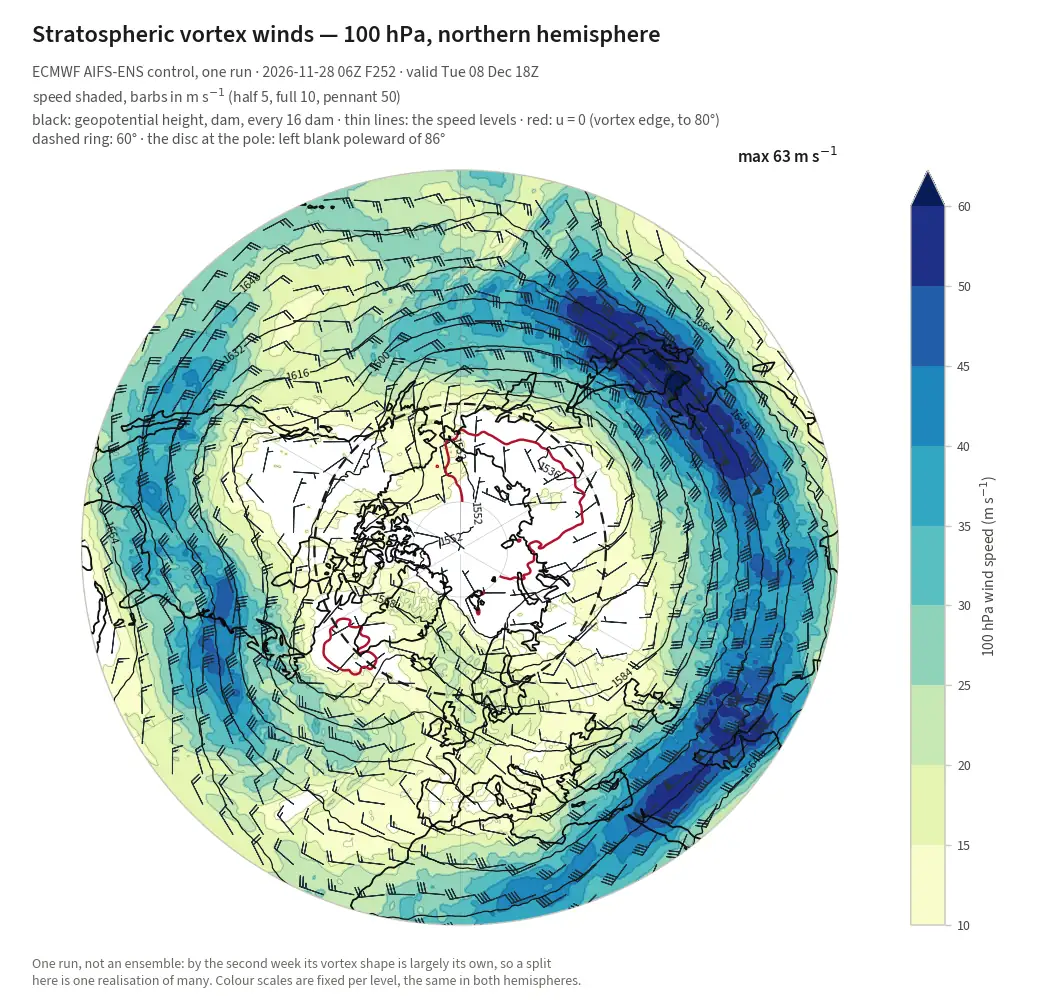 Stratospheric vortex winds — 100 hPa, northern hemisphere
ECMWF AIFS-ENS control, one run · 2026-11-28 06Z F252 · valid Tue 08 Dec 18Z
speed shaded, barbs in m s⁻¹ (half 5, full 10, pennant 50)
black: geopotential height, dam, every 16 dam · thin lines: the speed levels · red: u = 0 (vortex edge, to 80°)
dashed ring: 60° · the disc at the pole: left blank poleward of 86°
max 63 m s⁻¹
60
50
45
40
35
30
25
20
15
10
100 hPa wind speed (m s⁻¹)
1664
1632
1616
1600
1648
1536
1552
1552
1584
One run, not an ensemble: by the second week its vortex shape is largely its own, so a split
here is one realisation of many. Colour scales are fixed per level, the same in both hemispheres.